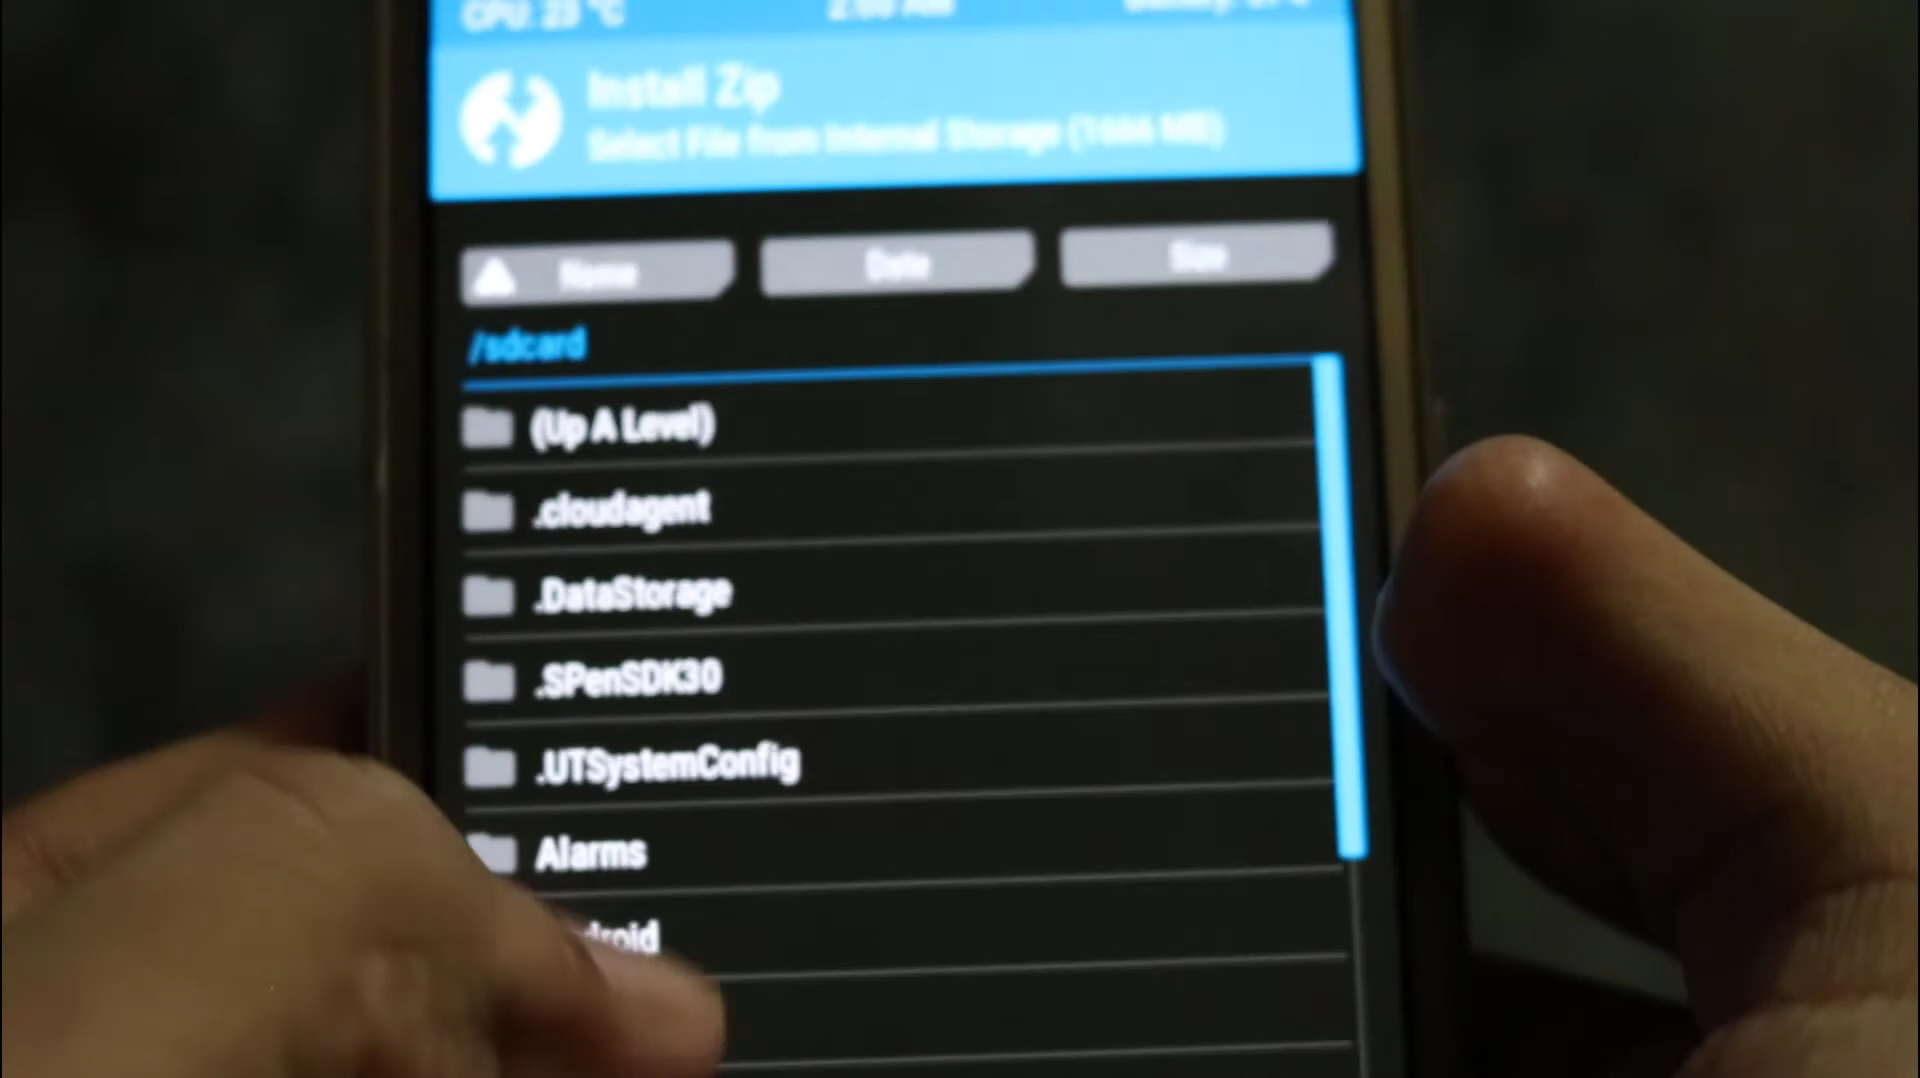 CPU: 23 °C
Install Zip
Select File from Internal Storage
Name
Date
Size
/sdcard
(Up A Level)
.cloudagent
.DataStorage
.SPenSDK30
.UTSystemConfig
Alarms
droid